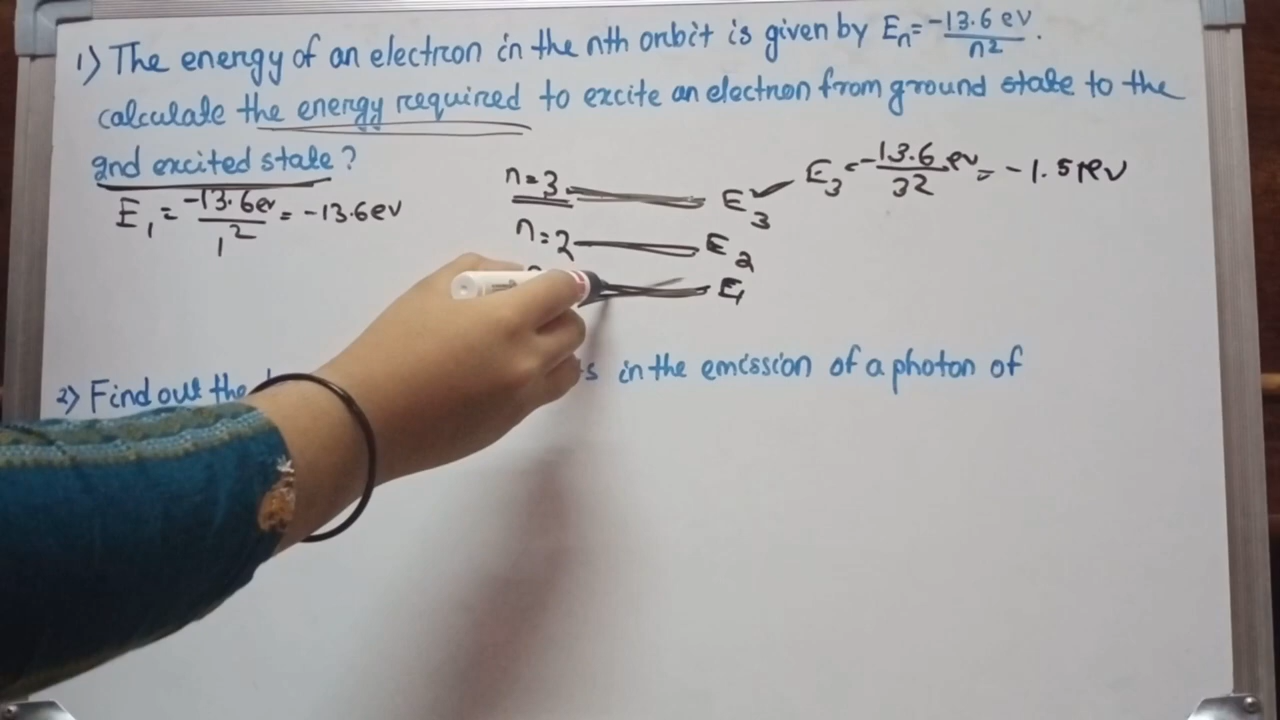 1) The energy of an electron in the nth orbit is given by En = -13.6 ev / n².
calculate the energy required to excite an electron from ground state to the
2nd excited state?
E₁ = -13.6ev / 1² = -13.6ev
n=3 E₃ E₃ = -13.6 / 3² ev = -1.51ev
n=2 E₂
E₁
2) Find out the in the emission of a photon of